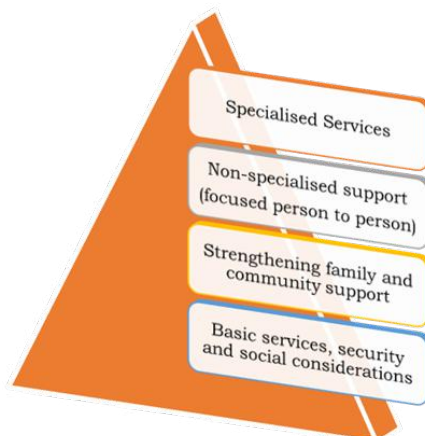 Specialised Services
Non-specialised support
(focused person to person)
Strengthening family and
community support
Basic services, security
and social considerations